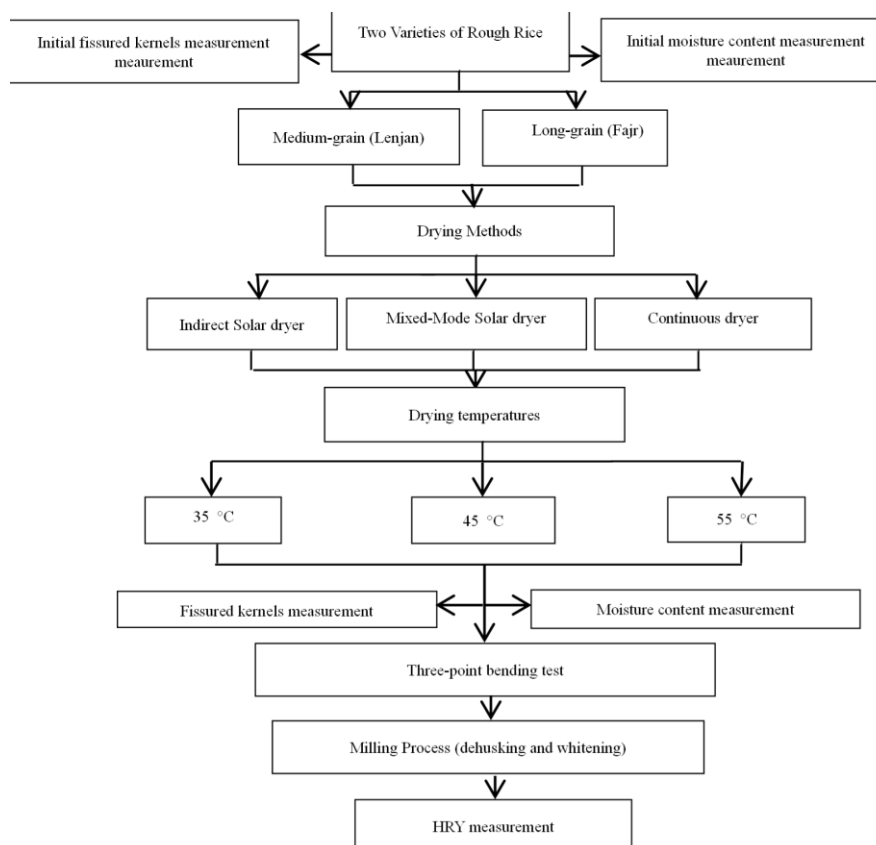 Two Varieties of Rough Rice
Initial fissured kernels measurement
meaurement
Initial moisture content measurement
meaurement
Medium-grain (Lenjan)
Long-grain (Fajr)
Drying Methods
Indirect Solar dryer
Mixed-Mode Solar dryer
Continuous dryer
Drying temperatures
35 °C
45 °C
55 °C
Fissured kernels measurement
Moisture content measurement
Three-point bending test
Milling Process (dehusking and whitening)
HRY measurement